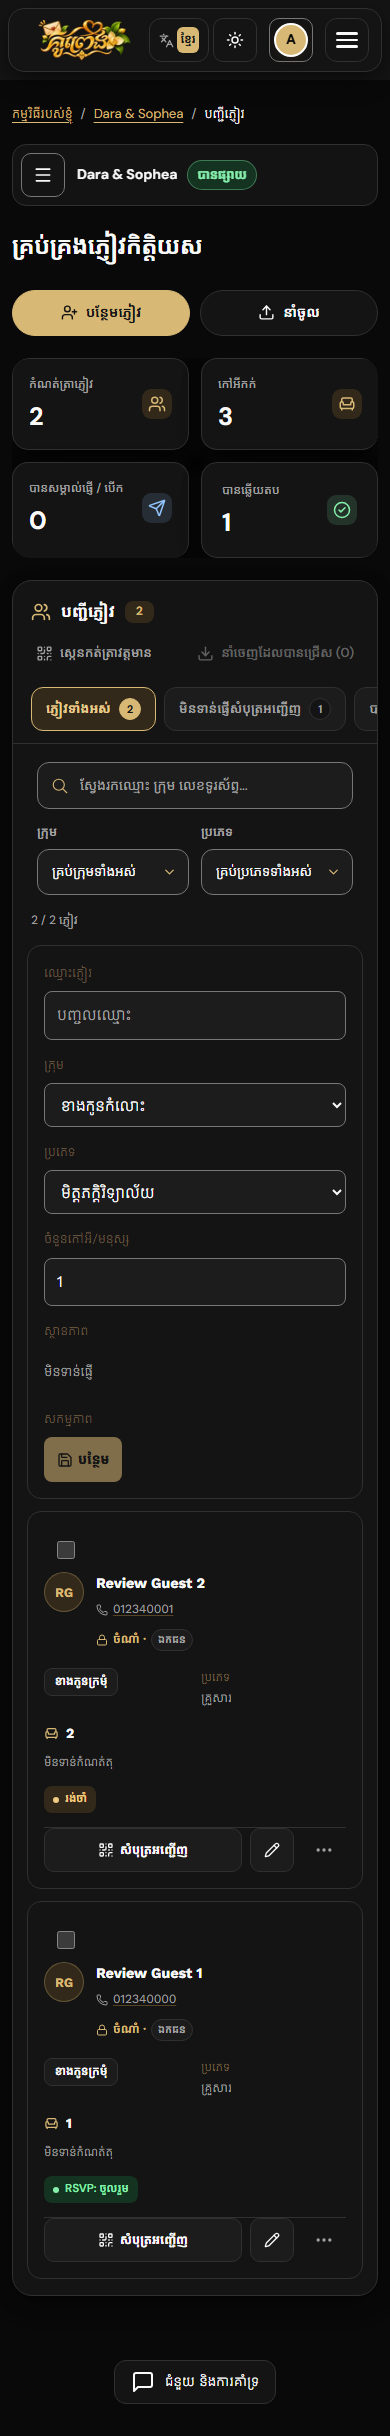 គូព្រេង
ខ្មែរ
A
កម្មវិធីរបស់ខ្ញុំ / Dara & Sophea / បញ្ជីភ្ញៀវ
Dara & Sophea បានផ្សាយ
គ្រប់គ្រងភ្ញៀវកិត្តិយស
បន្ថែមភ្ញៀវ
នាំចូល
កំណត់ត្រាភ្ញៀវ
2
កៅអីកក់
3
បានសម្គាល់ផ្ញើ / បើក
0
បានឆ្លើយតប
1
បញ្ជីភ្ញៀវ 2
ស្កេនកត់ត្រាវត្តមាន
នាំចេញដែលបានជ្រើស (0)
ភ្ញៀវទាំងអស់ 2
មិនទាន់ផ្ញើសំបុត្រអញ្ជើញ 1
ស្វែងរកឈ្មោះ ក្រុម លេខទូរស័ព្ទ...
ក្រុម
ប្រភេទ
គ្រប់ក្រុមទាំងអស់
គ្រប់ប្រភេទទាំងអស់
2 / 2 ភ្ញៀវ
ឈ្មោះភ្ញៀវ
បញ្ចូលឈ្មោះ
ក្រុម
ខាងកូនកំលោះ
ប្រភេទ
មិត្តភក្តិវិទ្យាល័យ
ចំនួនកៅអី/មនុស្ស
1
ស្ថានភាព
មិនទាន់ផ្ញើ
សកម្មភាព
បន្ថែម
RG
Review Guest 2
012340001
ចំណាំ · ឯកជន
ខាងកូនក្រមុំ
ប្រភេទ
គ្រួសារ
2
មិនទាន់កំណត់តុ
រង់ចាំ
សំបុត្រអញ្ជើញ
RG
Review Guest 1
012340000
ចំណាំ · ឯកជន
ខាងកូនក្រមុំ
ប្រភេទ
គ្រួសារ
1
មិនទាន់កំណត់តុ
RSVP: ចូលរួម
សំបុត្រអញ្ជើញ
ជំនួយ និងការគាំទ្រ